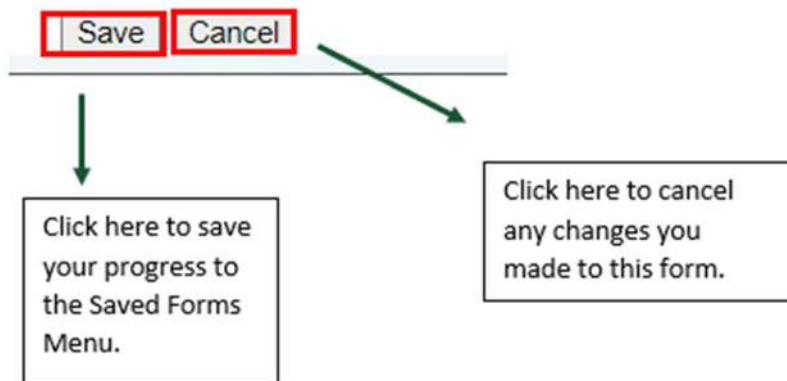 Save Cancel
Click here to save
your progress to
the Saved Forms
Menu.
Click here to cancel
any changes you
made to this form.